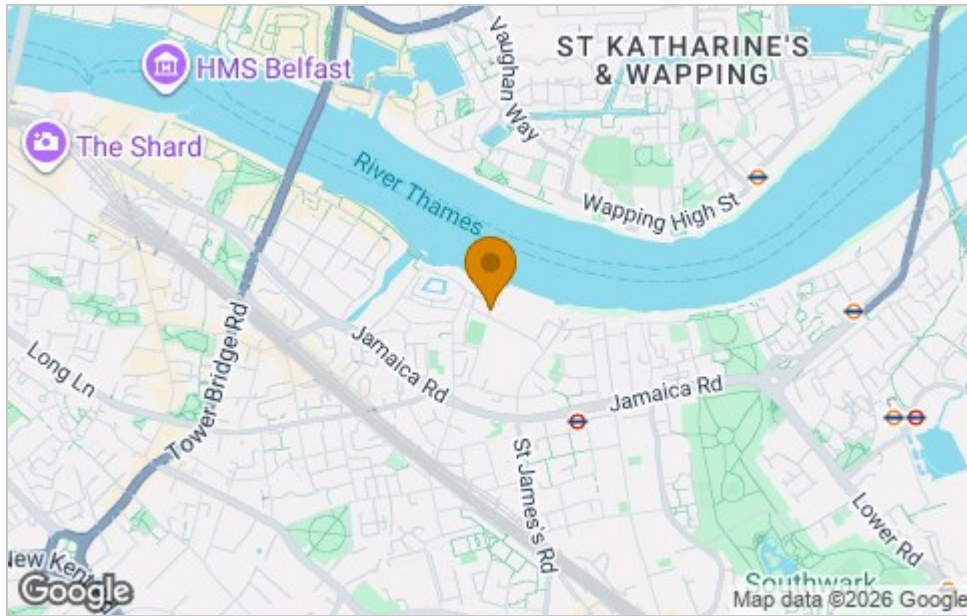 ST KATHARINE'S
& WAPPING
Vaughan Way
HMS Belfast
The Shard
River Thames
Wapping High St
Tower Bridge Rd
Jamaica Rd
Long Ln
Jamaica Rd
St James's Rd
Lower Rd
New Kent
Southwark
Google
Map data ©2026 Google